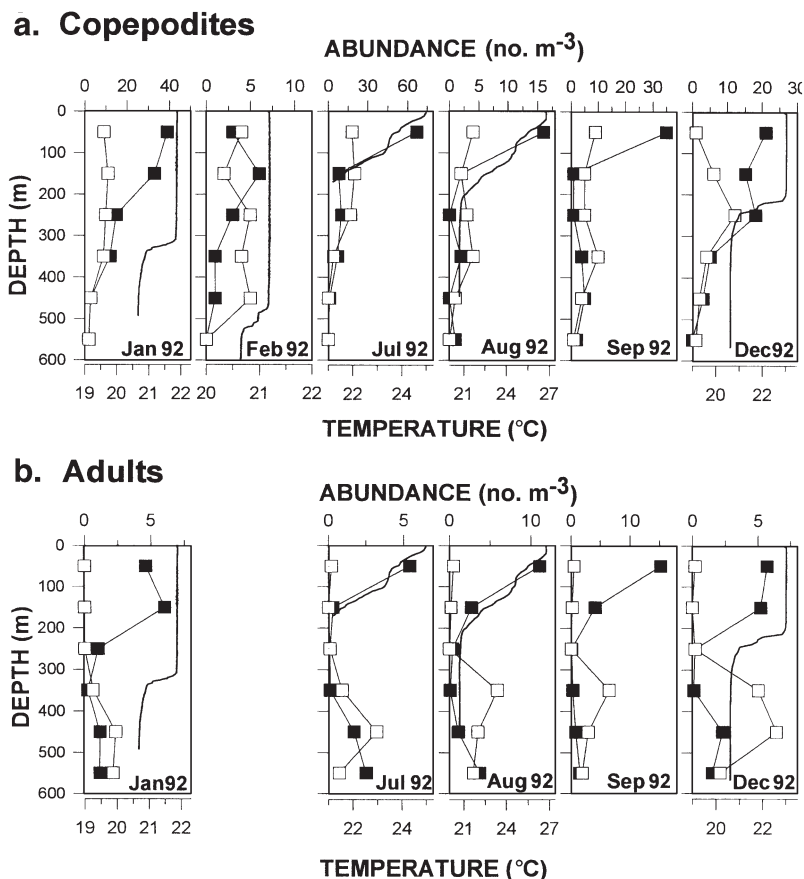 a. Copepodites
ABUNDANCE (no. m-3)
0 20 40 0 5 10 0 30 60 0 5 10 15 0 10 20 30 0 10 20 30
0
100
200
300
400
500
600
DEPTH (m)
Jan 92 Feb 92 Jul 92 Aug 92 Sep 92 Dec92
19 20 21 22 20 21 22 22 24 21 24 27 20 22
TEMPERATURE (°C)
b. Adults
ABUNDANCE (no. m-3)
0 5 0 5 0 10 0 10 0 5
0
100
200
300
400
500
600
DEPTH (m)
Jan92 Jul 92 Aug 92 Sep 92 Dec 92
19 20 21 22 22 24 21 24 27 20 22
TEMPERATURE (°C)